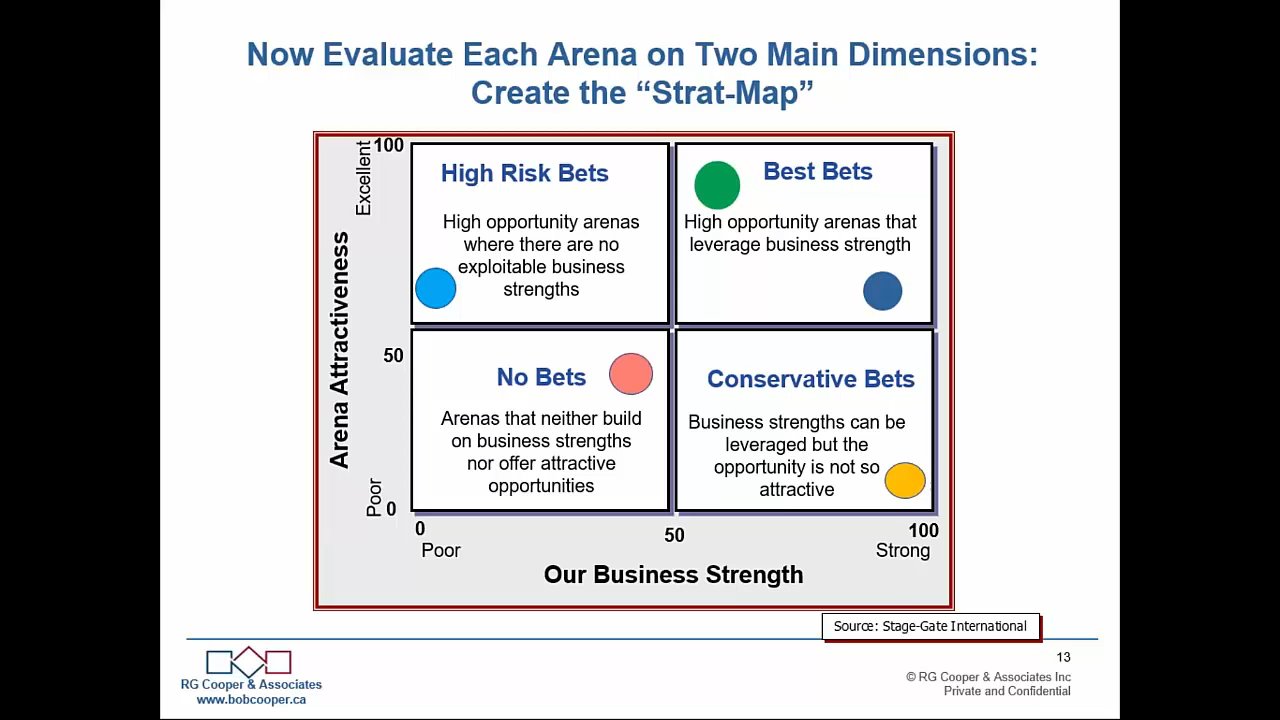 Now Evaluate Each Arena on Two Main Dimensions:
Create the “Strat-Map”
Arena Attractiveness
Excellent
100
50
Poor
0
High Risk Bets
High opportunity arenas
where there are no
exploitable business
strengths
Best Bets
High opportunity arenas that
leverage business strength
No Bets
Arenas that neither build
on business strengths
nor offer attractive
opportunities
Conservative Bets
Business strengths can be
leveraged but the
opportunity is not so
attractive
0
Poor
50
100
Strong
Our Business Strength
Source: Stage-Gate International
RG Cooper & Associates
www.bobcooper.ca
13
© RG Cooper & Associates Inc
Private and Confidential